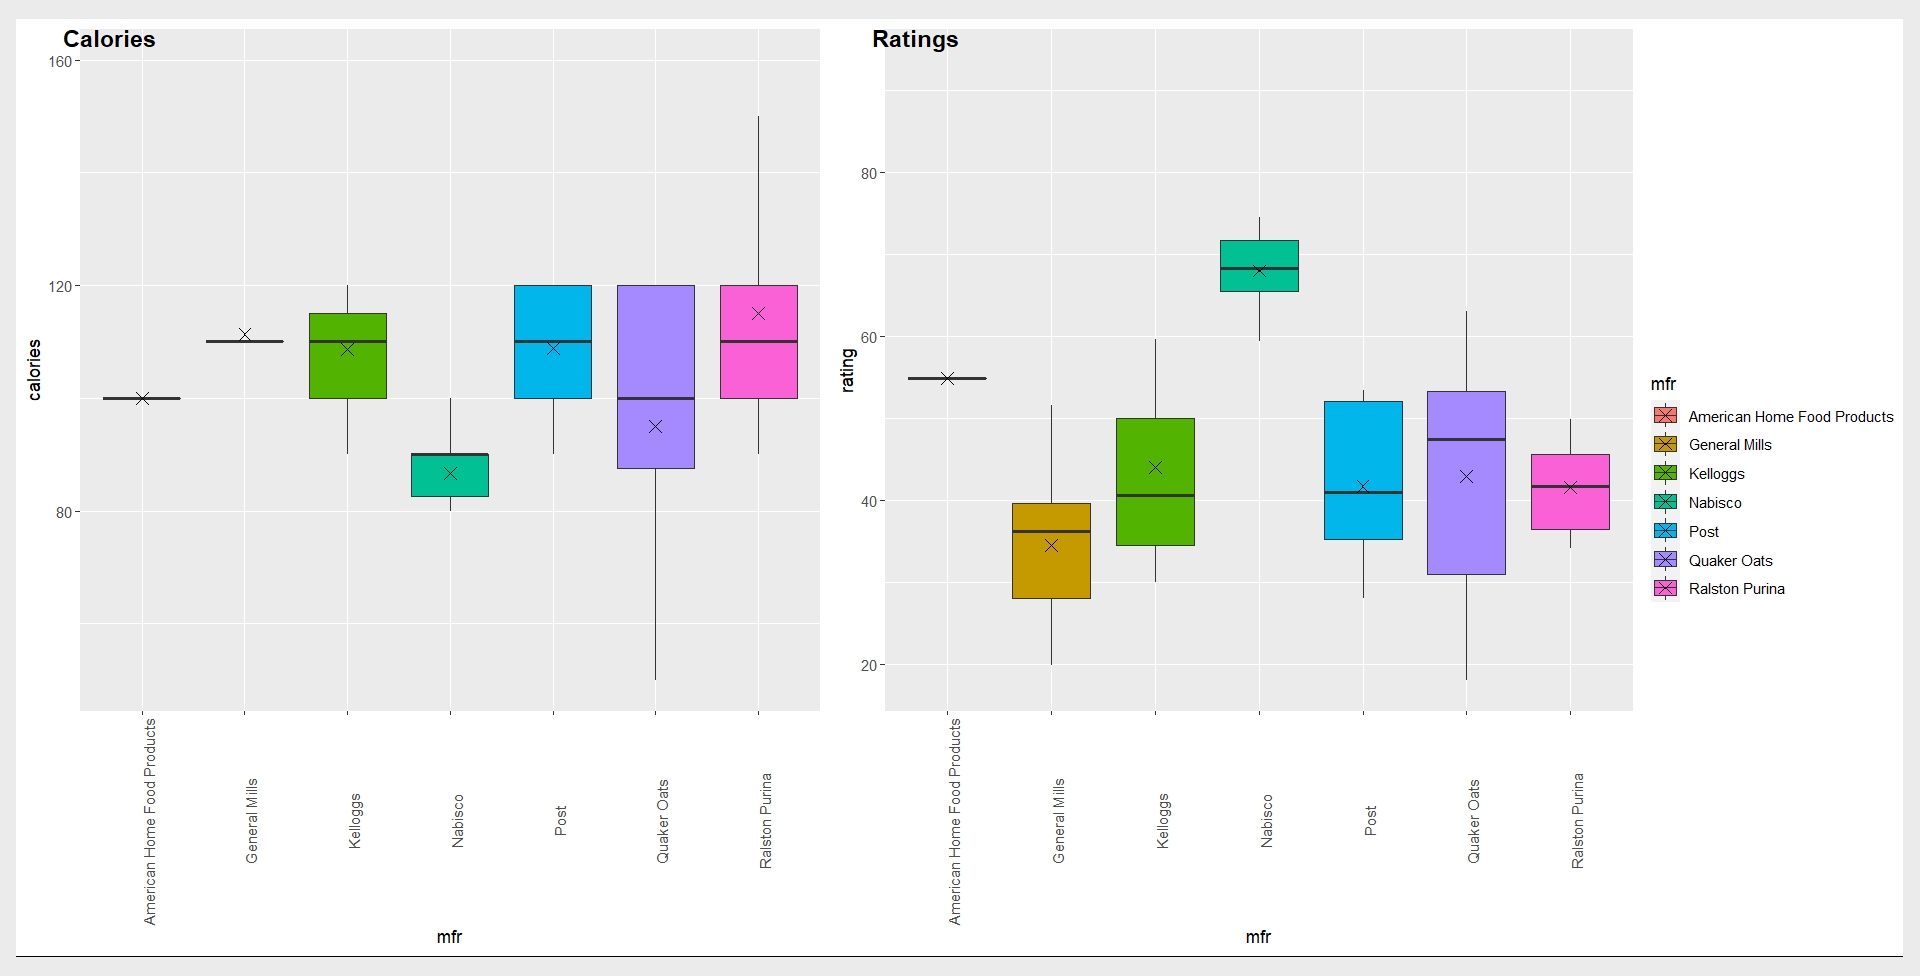 Calories
160
120
80
calories
American Home Food Products
General Mills
Kelloggs
Nabisco
Post
Quaker Oats
Ralston Purina
mfr
Ratings
80
60
40
20
rating
American Home Food Products
General Mills
Kelloggs
Nabisco
Post
Quaker Oats
Ralston Purina
mfr
mfr
American Home Food Products
General Mills
Kelloggs
Nabisco
Post
Quaker Oats
Ralston Purina